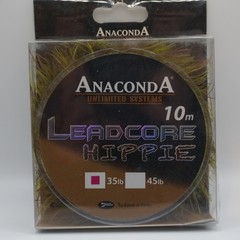 ANACONDA
ANACONDA
UNLIMITED SYSTEMS
10m
LEADCORE
HIPPIE
35lb 45lb